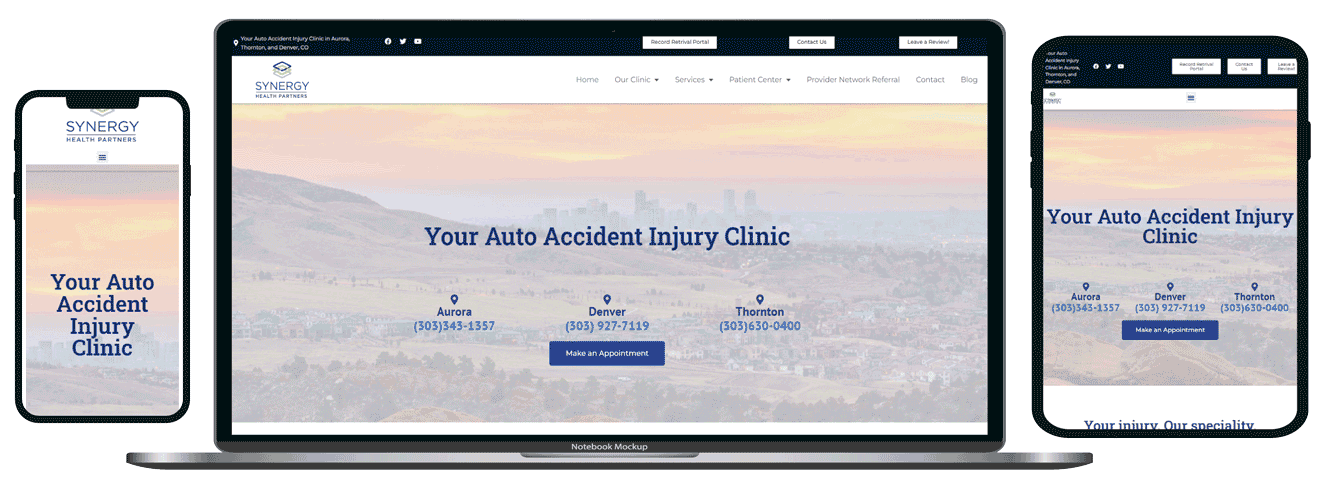 SYNERGY
HEALTH PARTNERS
Your Auto
Accident
Injury
Clinic
Your Auto Accident Injury Clinic in Aurora,
Thornton, and Denver, CO
Record Retrival Portal
Contact Us
Leave a Review!
SYNERGY
HEALTH PARTNERS
Home
Our Clinic
Services
Patient Center
Provider Network Referral
Contact
Blog
Your Auto Accident Injury Clinic
Aurora
(303)343-1357
Denver
(303) 927-7119
Thornton
(303)630-0400
Make an Appointment
Notebook Mockup
our Auto
Accident Injury
Clinic in Aurora,
Thornton, and
Denver, CO
Record Retrival
Portal
Contact
Us
Leave a
Review!
Your Auto Accident Injury
Clinic
Aurora
(303)343-1357
Denver
(303) 927-7119
Thornton
(303)630-0400
Make an Appointment
Your injury. Our speciality.